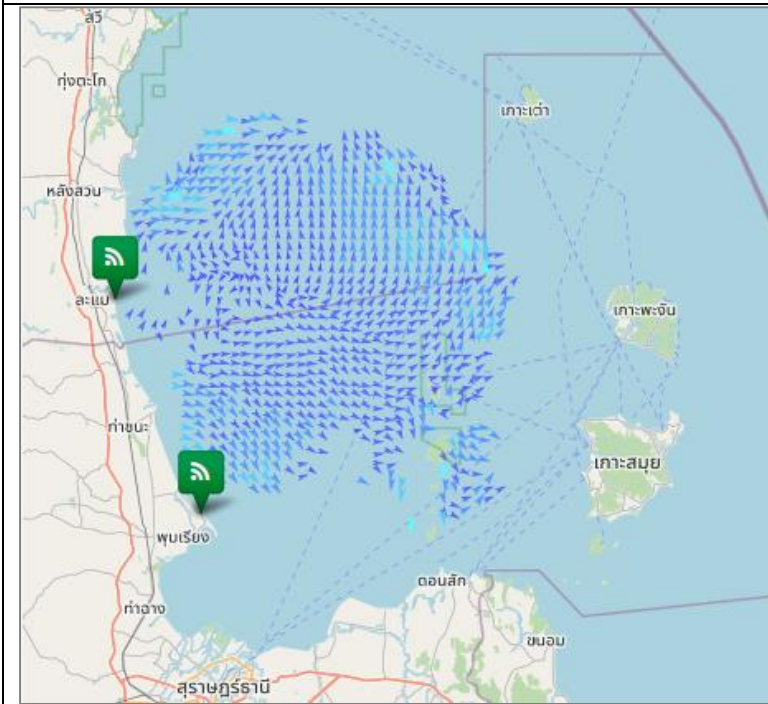 สวี
ทุ่งตะโก
เกาะเต่า
หลังสวน
ละแม
เกาะพะงัน
ท่าชนะ
เกาะสมุย
พุมเรียง
ดอนสัก
ท่าฉาง
ขนอม
สุราษฎร์ธานี